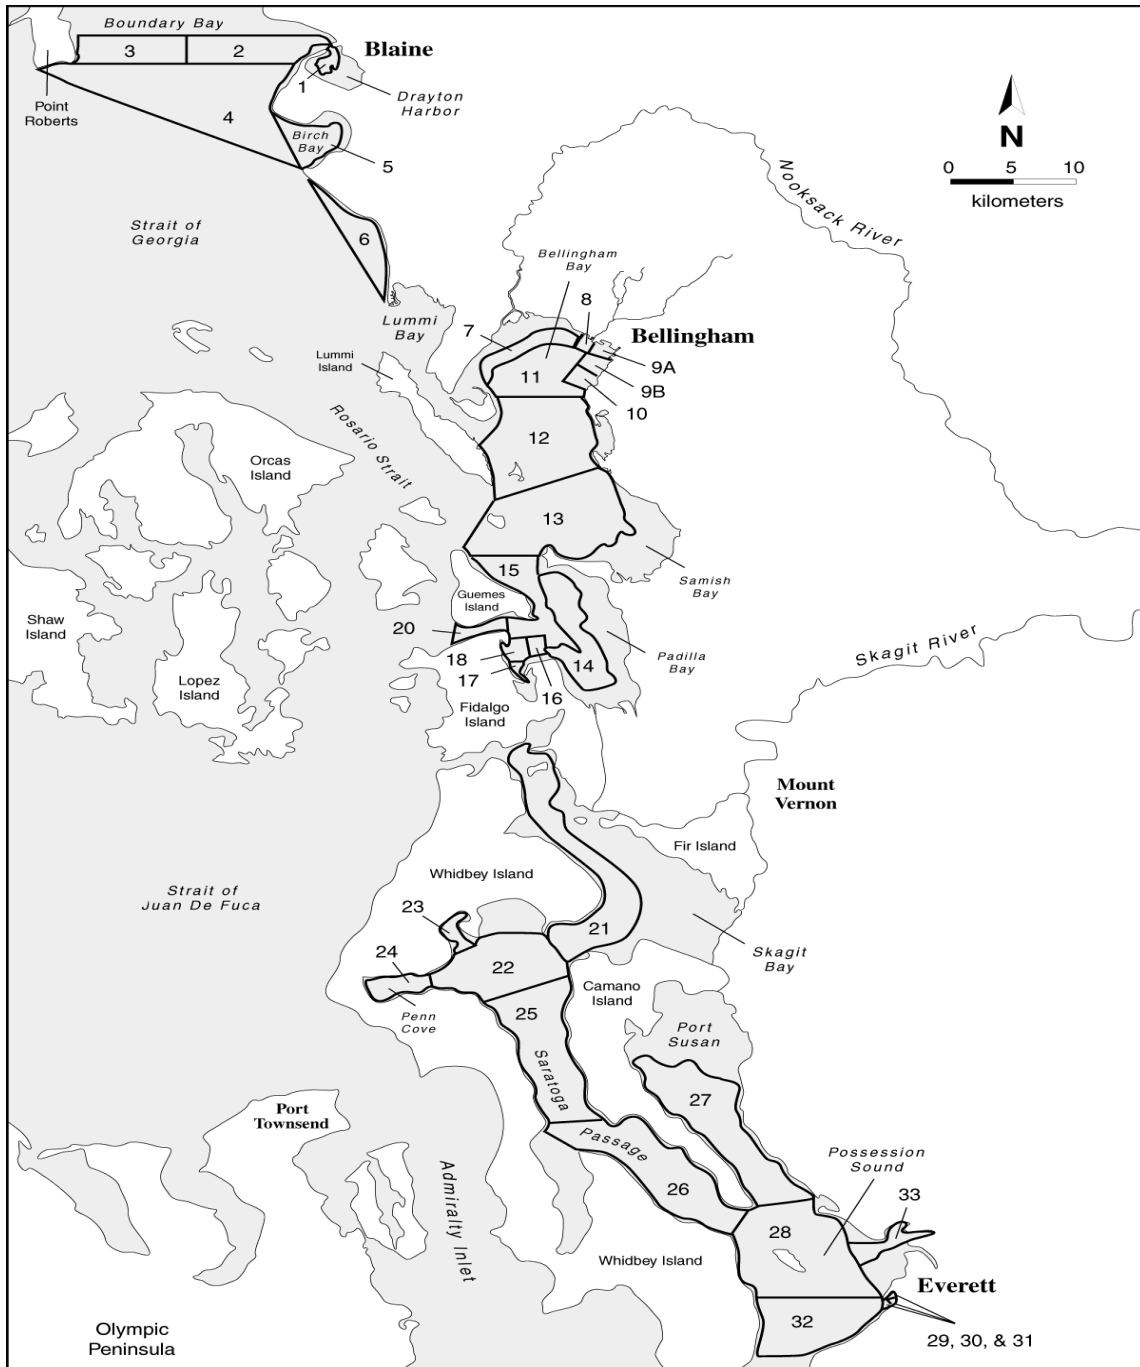 Boundary Bay
3
2
Blaine
1
Drayton
Harbor
Point
Roberts
4
Birch
Bay
5
N
0 5 10
kilometers
Nooksack River
Strait of
Georgia
6
Bellingham
Bay
8
Lummi
Bay
7
Bellingham
Lummi
Island
9A
11
9B
10
Rosario Strait
12
Orcas
Island
13
15
Samish
Bay
Guemes
Island
Shaw
Island
20
Skagit River
18
14
Padilla
Bay
17
16
Lopez
Island
Fidalgo
Island
Mount
Vernon
Fir Island
Whidbey Island
Strait of
Juan De Fuca
23
21
24
22
Skagit
Bay
Camano
Island
Penn
Cove
25
Port
Susan
Saratoga
27
Port
Townsend
Passage
Possession
Sound
Admiralty Inlet
26
33
28
Whidbey Island
Everett
32
29, 30, & 31
Olympic
Peninsula